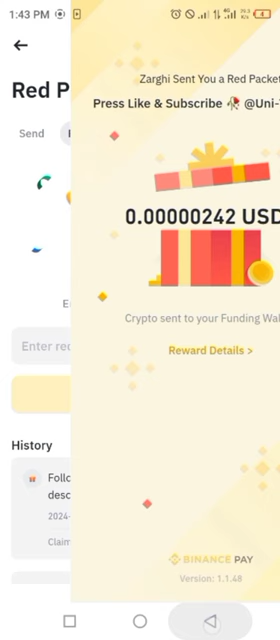 1:43 PM
Red P
Send
Enter rec
History
Follo
desc
2024-
Claim
Zarghi Sent You a Red Packet
Press Like & Subscribe 🥀 @Uni-
0.00000242 USD
Crypto sent to your Funding Wal
Reward Details >
BINANCE PAY
Version: 1.1.48